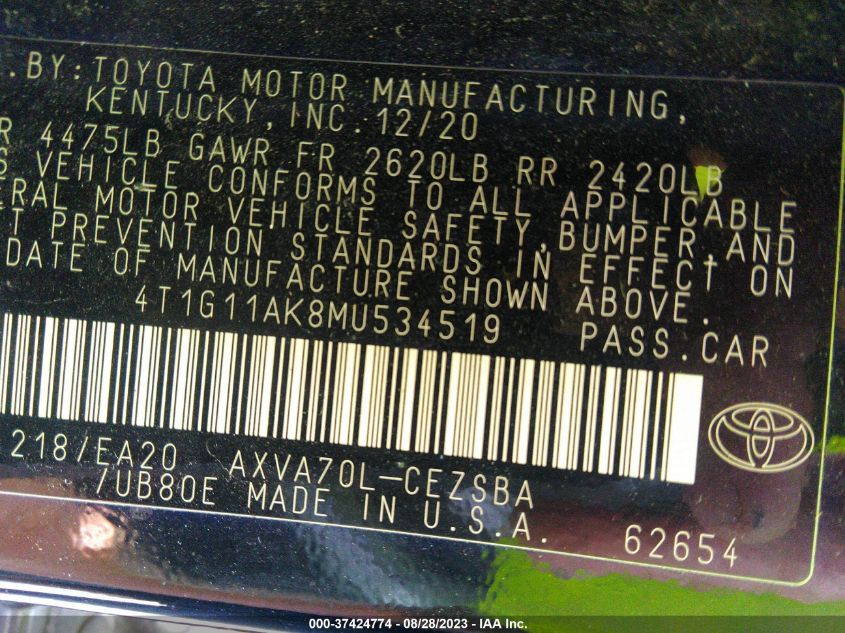 .BY:TOYOTA MOTOR MANUFACTURING,
KENTUCKY, INC. 12/20
R 4475LB GAWR FR 2620LB RR 2420LB
S VEHICLE CONFORMS TO ALL APPLICABLE
ERAL MOTOR VEHICLE SAFETY, BUMPER, AND
T PREVENTION STANDARDS IN EFFECT ON
DATE OF MANUFACTURE SHOWN ABOVE.
4T1G11AK8MU534519 PASS.CAR
218/EA20 AXVA70L-CEZSBA
/UB80E MADE IN U.S.A.
62654
000-37424774 / 08/28/2023 - IAA Inc.